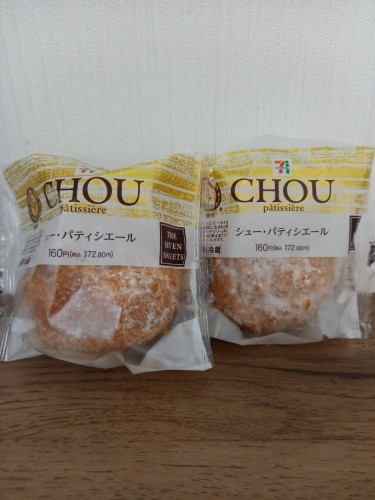 CHOU
pâtissière
シュー・パティシエール
160円(税込 172.80円)
THE
SEVEN
SWEETS
CHOU
pâtissière
シュー・パティシエール
160円(税込 172.80円)